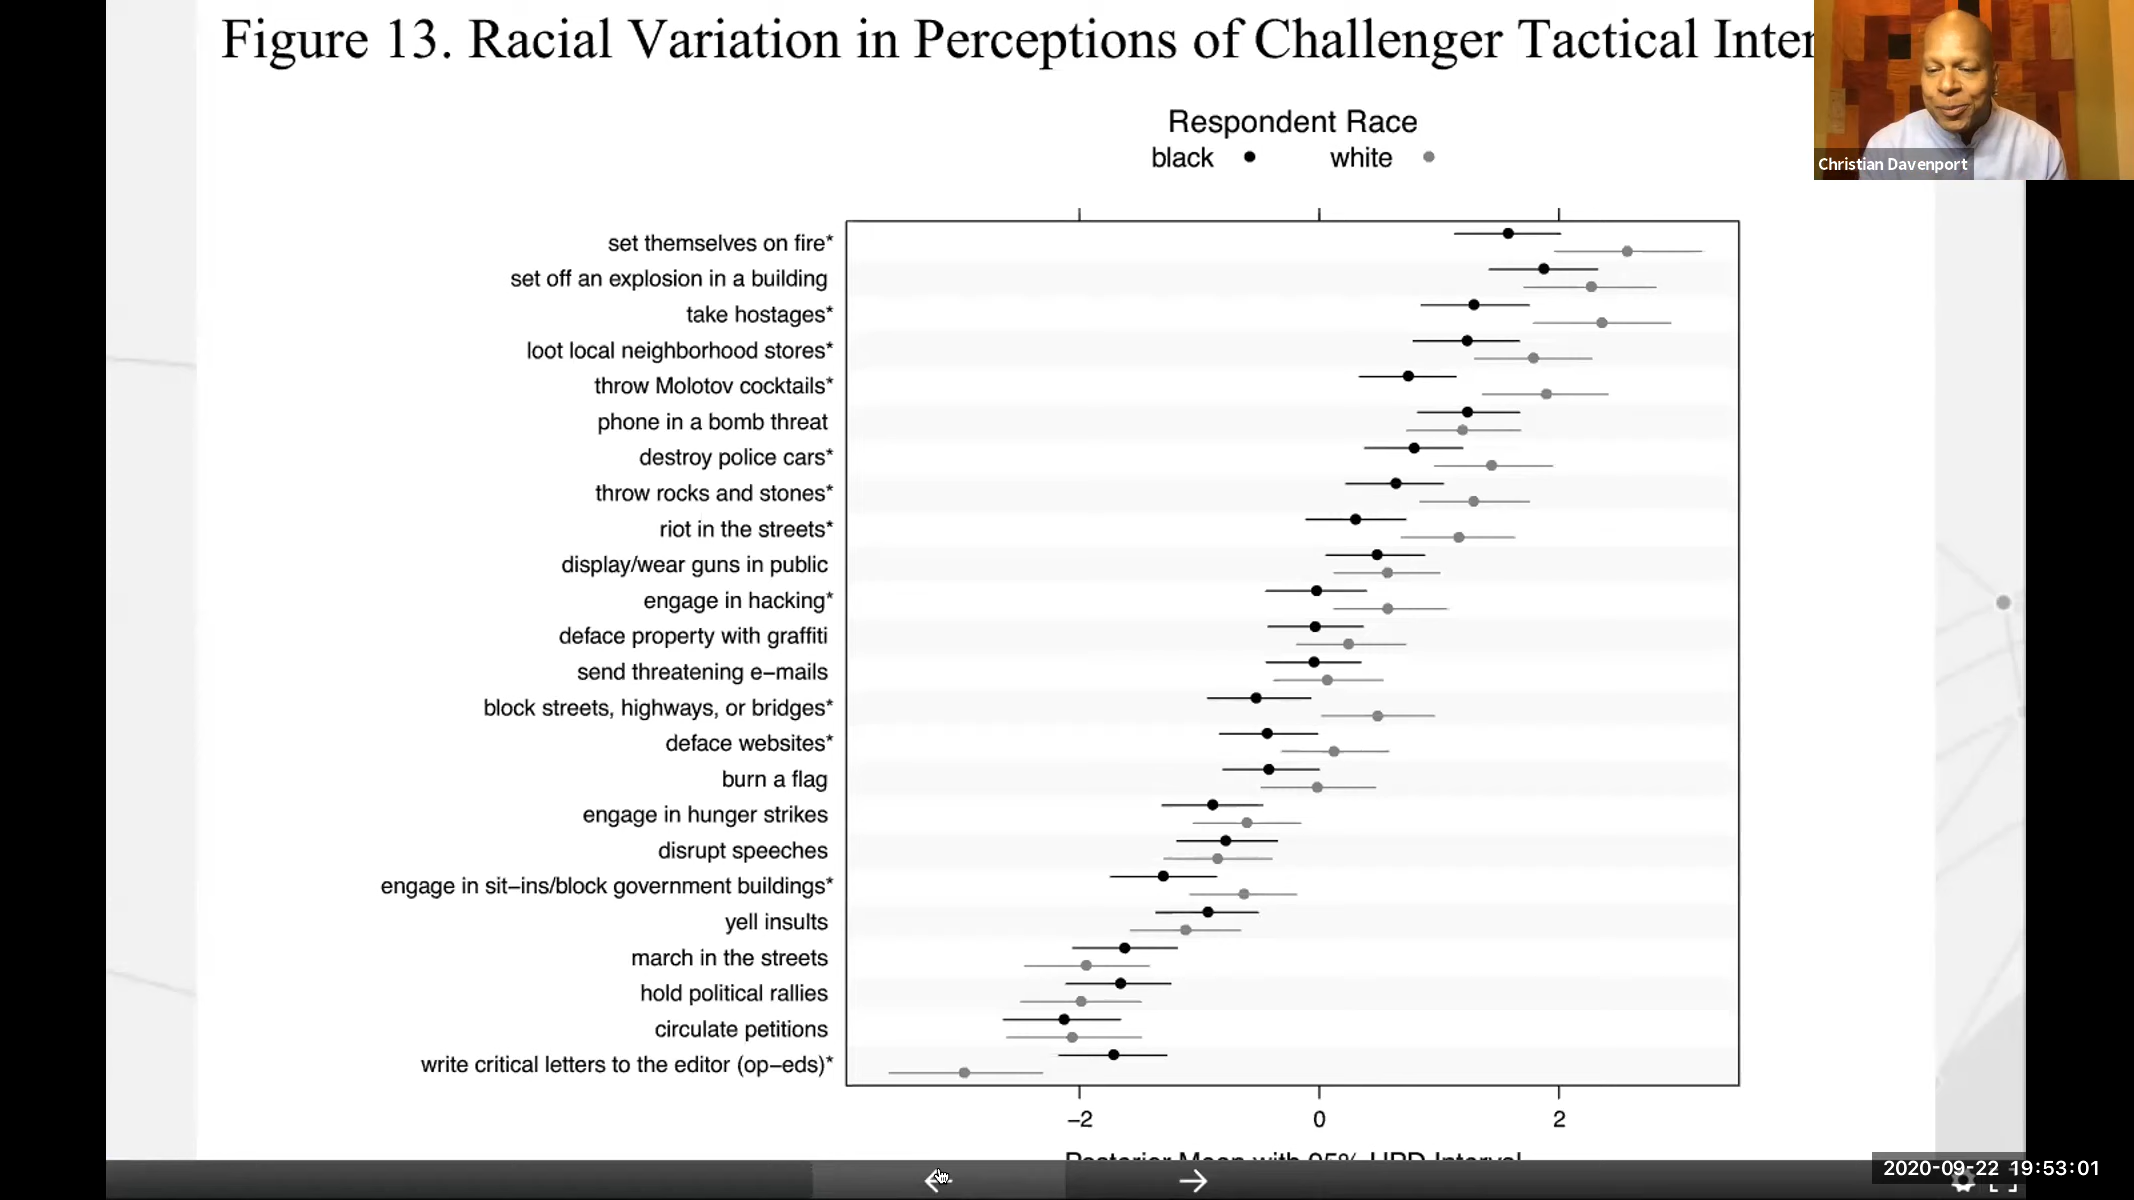 Figure 13. Racial Variation in Perceptions of Challenger Tactical Inter
Respondent Race
black white
Christian Davenport
set themselves on fire*
set off an explosion in a building
take hostages*
loot local neighborhood stores*
throw Molotov cocktails*
phone in a bomb threat
destroy police cars*
throw rocks and stones*
riot in the streets*
display/wear guns in public
engage in hacking*
deface property with graffiti
send threatening e−mails
block streets, highways, or bridges*
deface websites*
burn a flag
engage in hunger strikes
disrupt speeches
engage in sit−ins/block government buildings*
yell insults
march in the streets
hold political rallies
circulate petitions
write critical letters to the editor (op−eds)*
−2 0 2
Posterior Mean with 95% HPD Interval
2020-09-22 19:53:01